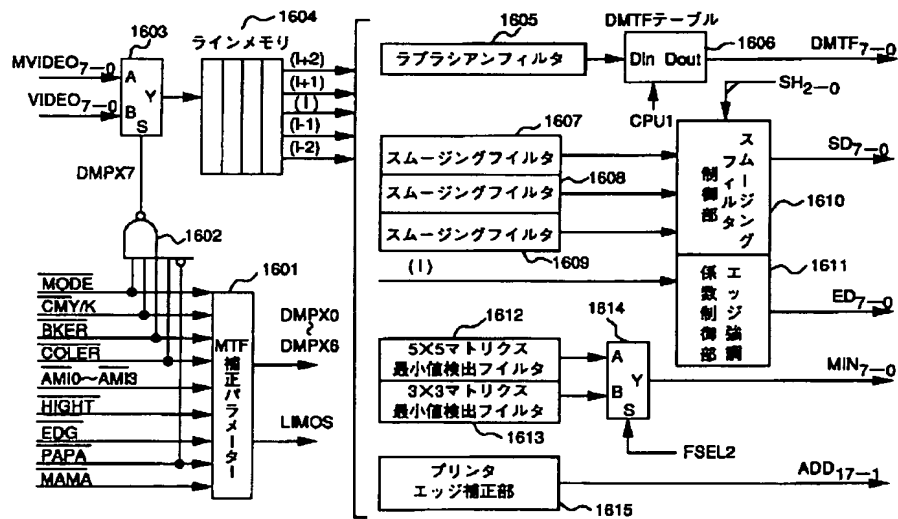 1603
MVIDEO7-0
VIDEO7-0
A
B
Y
S
1604
ラインメモリ
(I+2)
(I+1)
(I)
(I-1)
(I-2)
DMPX7
1602
MODE
CMY/K
BKER
COLER
AMI0～AMI3
HIGHT
EDG
PAPA
MAMA
1601
MTF補正パラメーター
DMPX0
～
DMPX6
LIMOS
1605
ラプラシアンフィルタ
DMTFテーブル
Din Dout
1606
DMTF7-0
CPU1
SH2-0
1607
スムージングフイルタ
スムージングフイルタ
1608
スムージングフイルタ
1609
スムージング
フィルタ
制御部
SD7-0
1610
(I)
エッジ強調
係数制御部
1611
ED7-0
1612
5×5マトリクス
最小値検出フイルタ
3×3マトリクス
最小値検出フイルタ
1613
1614
A
B
Y
S
MIN7-0
FSEL2
プリンタ
エッジ補正部
1615
ADD17-1